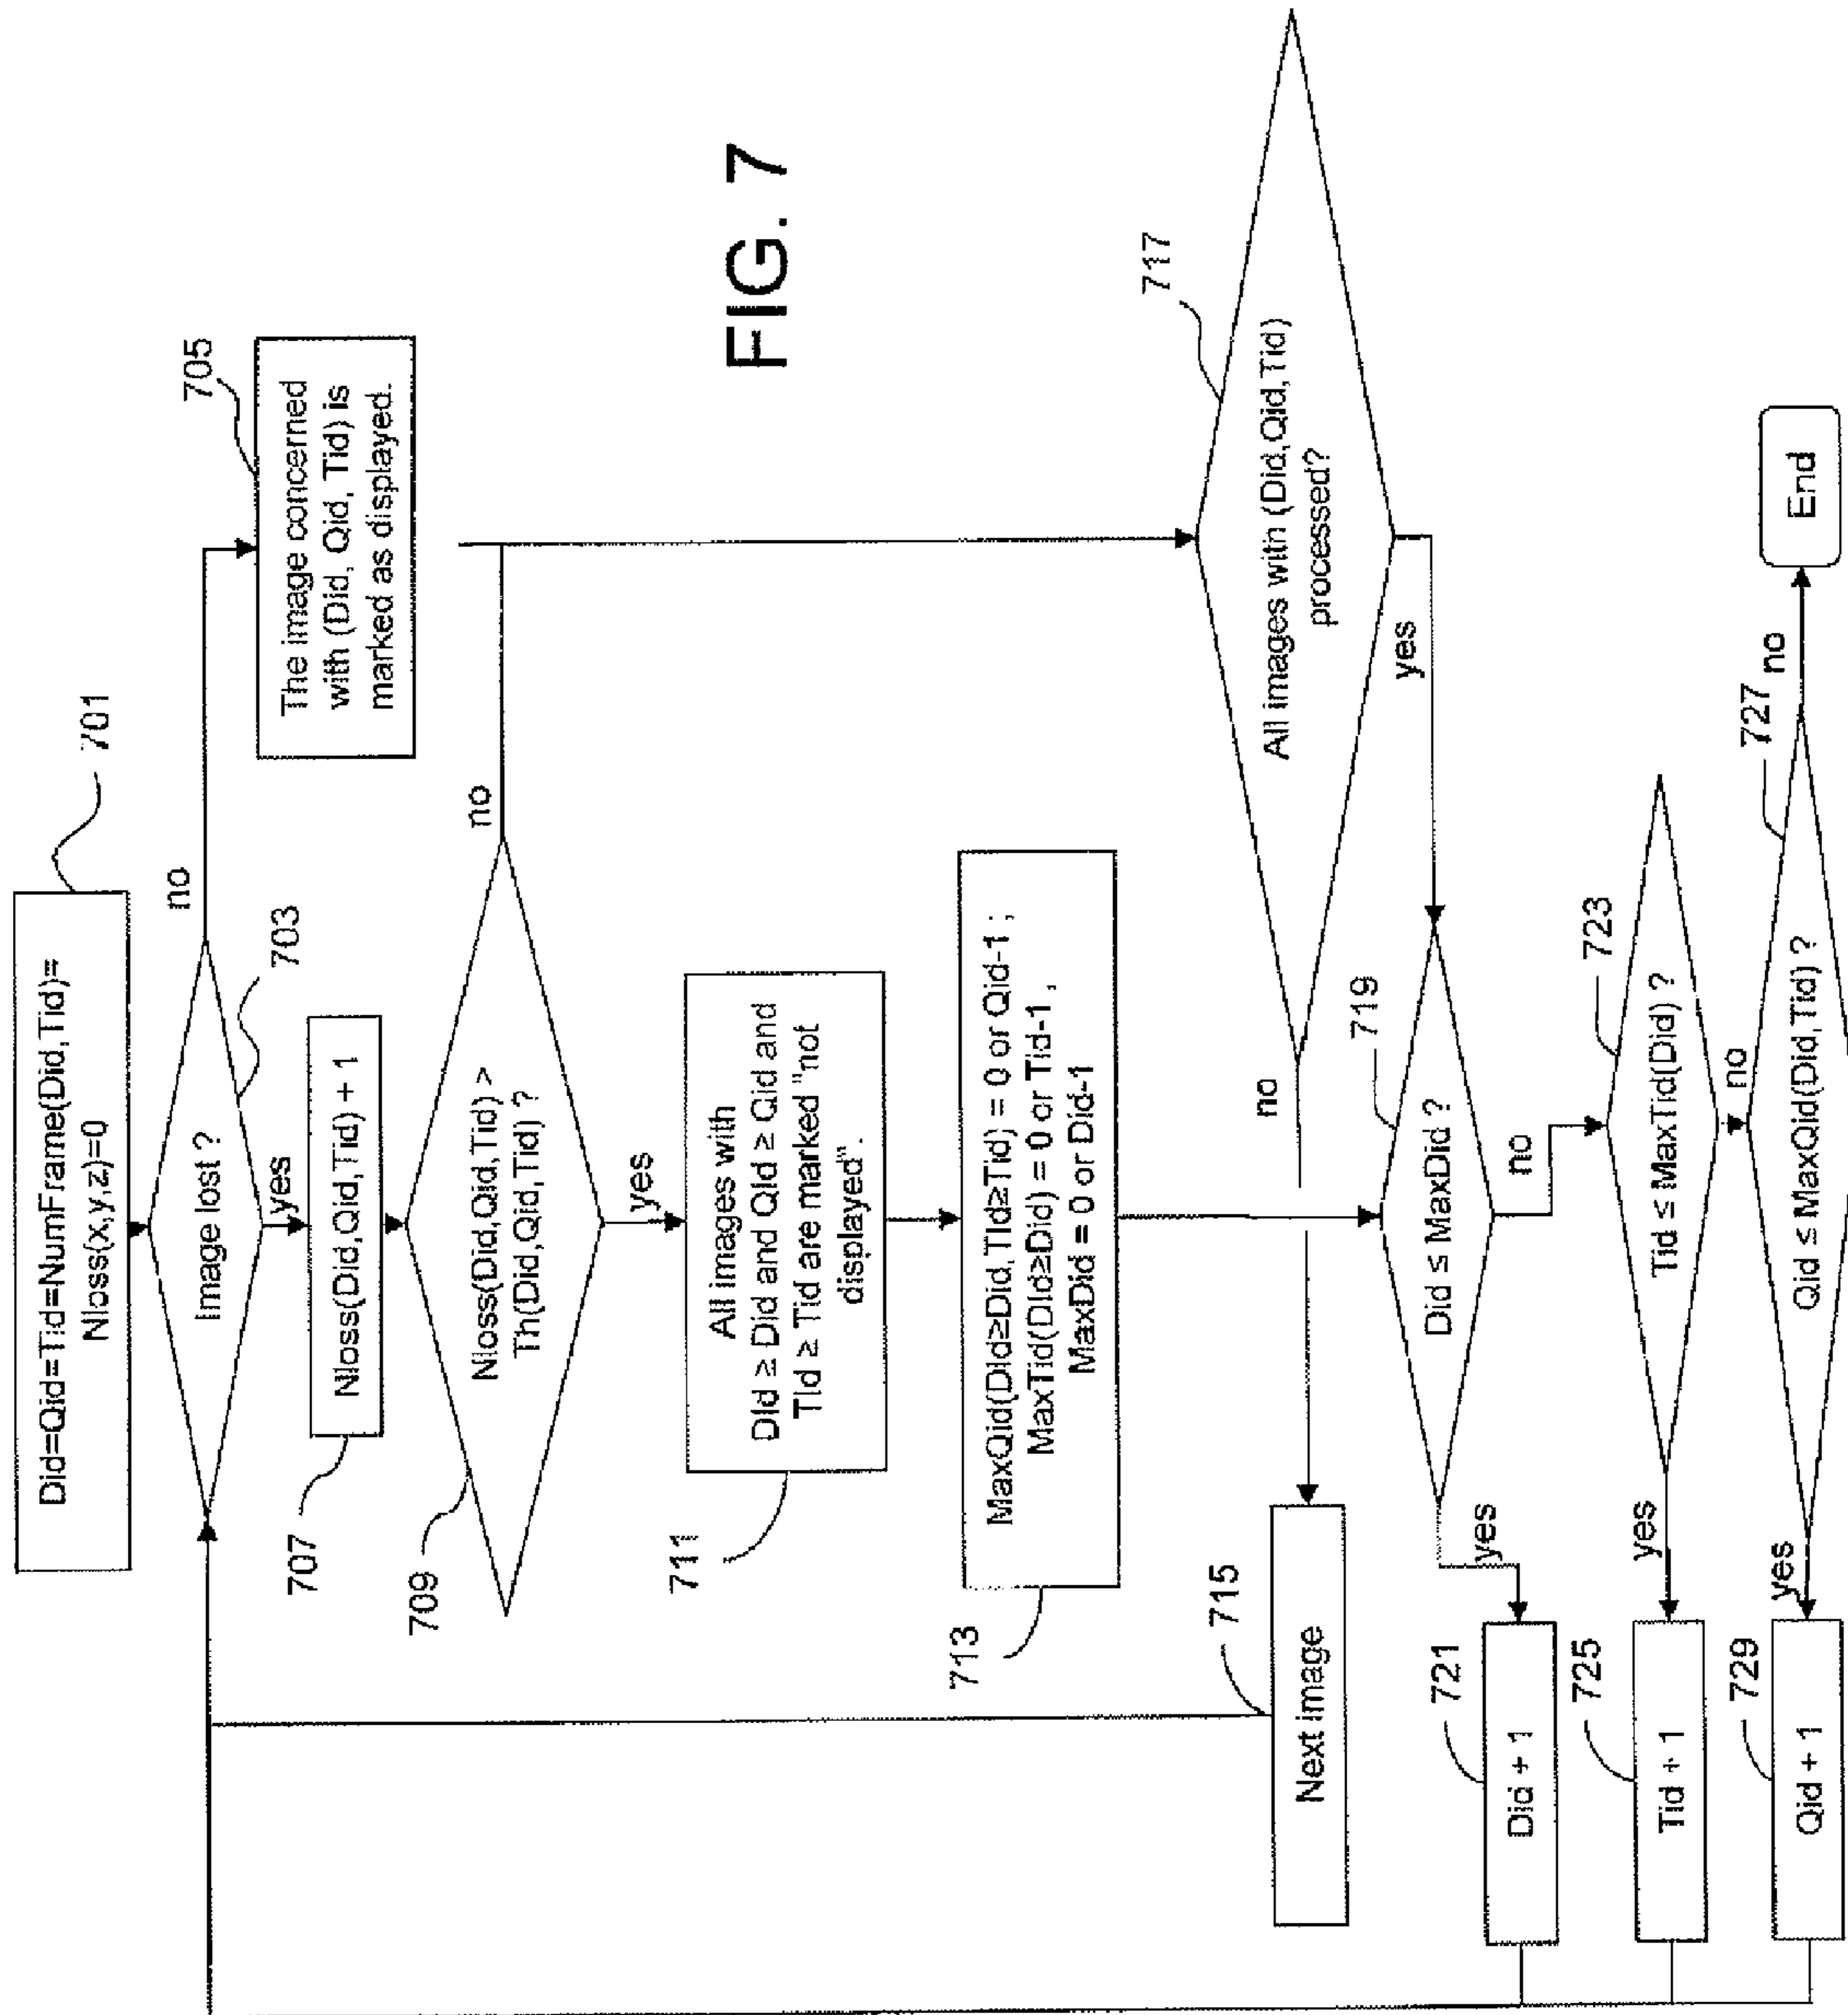 701
Did=Qid=Tid=NumFrame(Did,Tid)=
Nloss(x,y,z)=0
Image lost ?
703
no
yes
705
The image concerned
with (Did, Qid, Tid) is
marked as displayed.
707
Nloss(Did,Qid,Tid) + 1
709
Nloss(Did,Qid,Tid) >
Th(Did,Qid,Tid) ?
no
yes
FIG. 7
711
All images with
DId ≥ Did and QId ≥ Qid and
TId ≥ Tid are marked "not
displayed".
713
MaxQid(DId≥Did,TId≥Tid) = 0 or Qid-1 ;
MaxTid(DId≥Did) = 0 or Tid-1 ,
MaxDid = 0 or Did-1
717
All images with (Did,Qid,Tid)
processed?
no
yes
715
Next image
719
Did ≤ MaxDid ?
yes
no
721
Did + 1
723
Tid ≤ MaxTid(Did) ?
yes
no
725
Tid + 1
727
Qid ≤ MaxQid(Did,Tid) ?
yes
no
729
Qid + 1
End